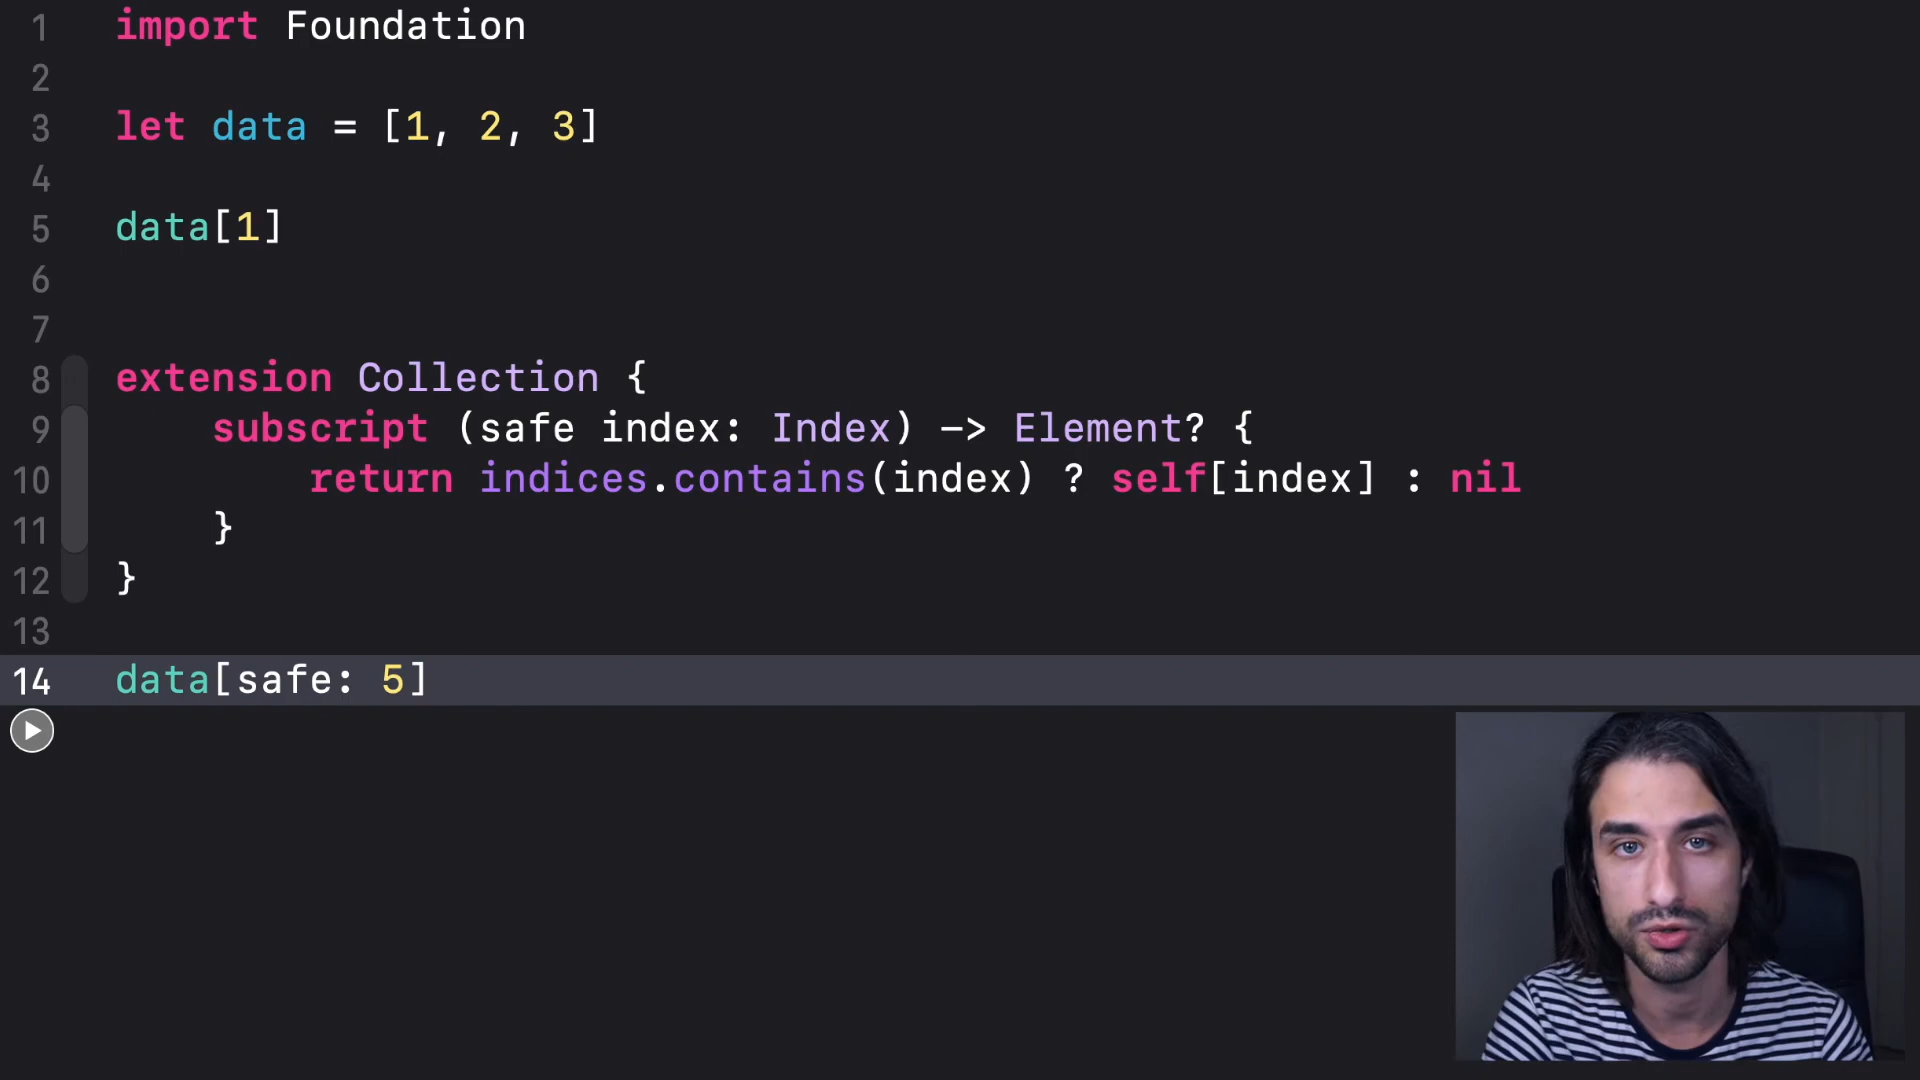 1 import Foundation
2
3 let data = [1, 2, 3]
4
5 data[1]
6
7
8 extension Collection {
9 subscript (safe index: Index) -> Element? {
10 return indices.contains(index) ? self[index] : nil
11 }
12 }
13
14 data[safe: 5]